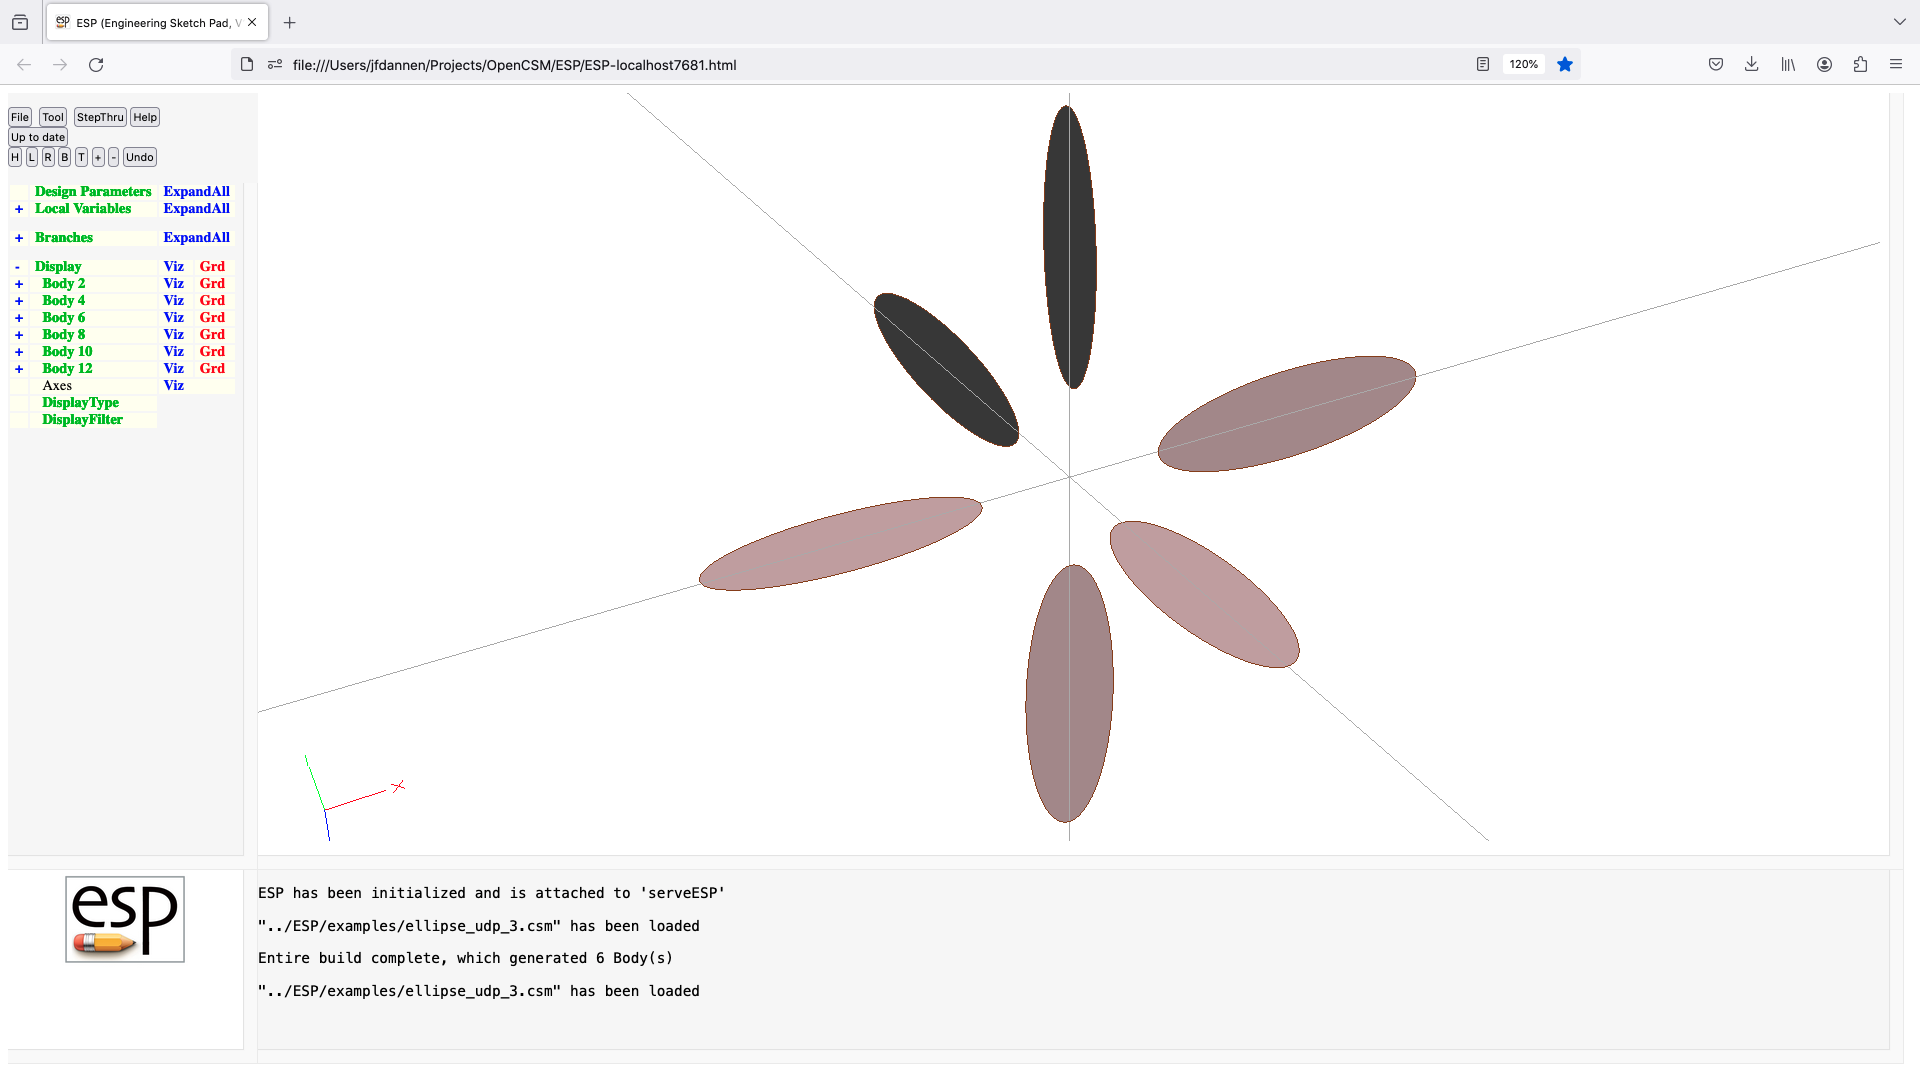 ESP (Engineering Sketch Pad, V
file:///Users/jfdannen/Projects/OpenCSM/ESP/ESP-localhost7681.html
120%
File Tool StepThru Help
Up to date
H L R B T + - Undo
Design Parameters ExpandAll
+ Local Variables ExpandAll
+ Branches ExpandAll
- Display Viz Grd
+ Body 2 Viz Grd
+ Body 4 Viz Grd
+ Body 6 Viz Grd
+ Body 8 Viz Grd
+ Body 10 Viz Grd
+ Body 12 Viz Grd
Axes Viz
DisplayType
DisplayFilter
X
esp
ESP has been initialized and is attached to 'serveESP'
"../ESP/examples/ellipse_udp_3.csm" has been loaded
Entire build complete, which generated 6 Body(s)
"../ESP/examples/ellipse_udp_3.csm" has been loaded